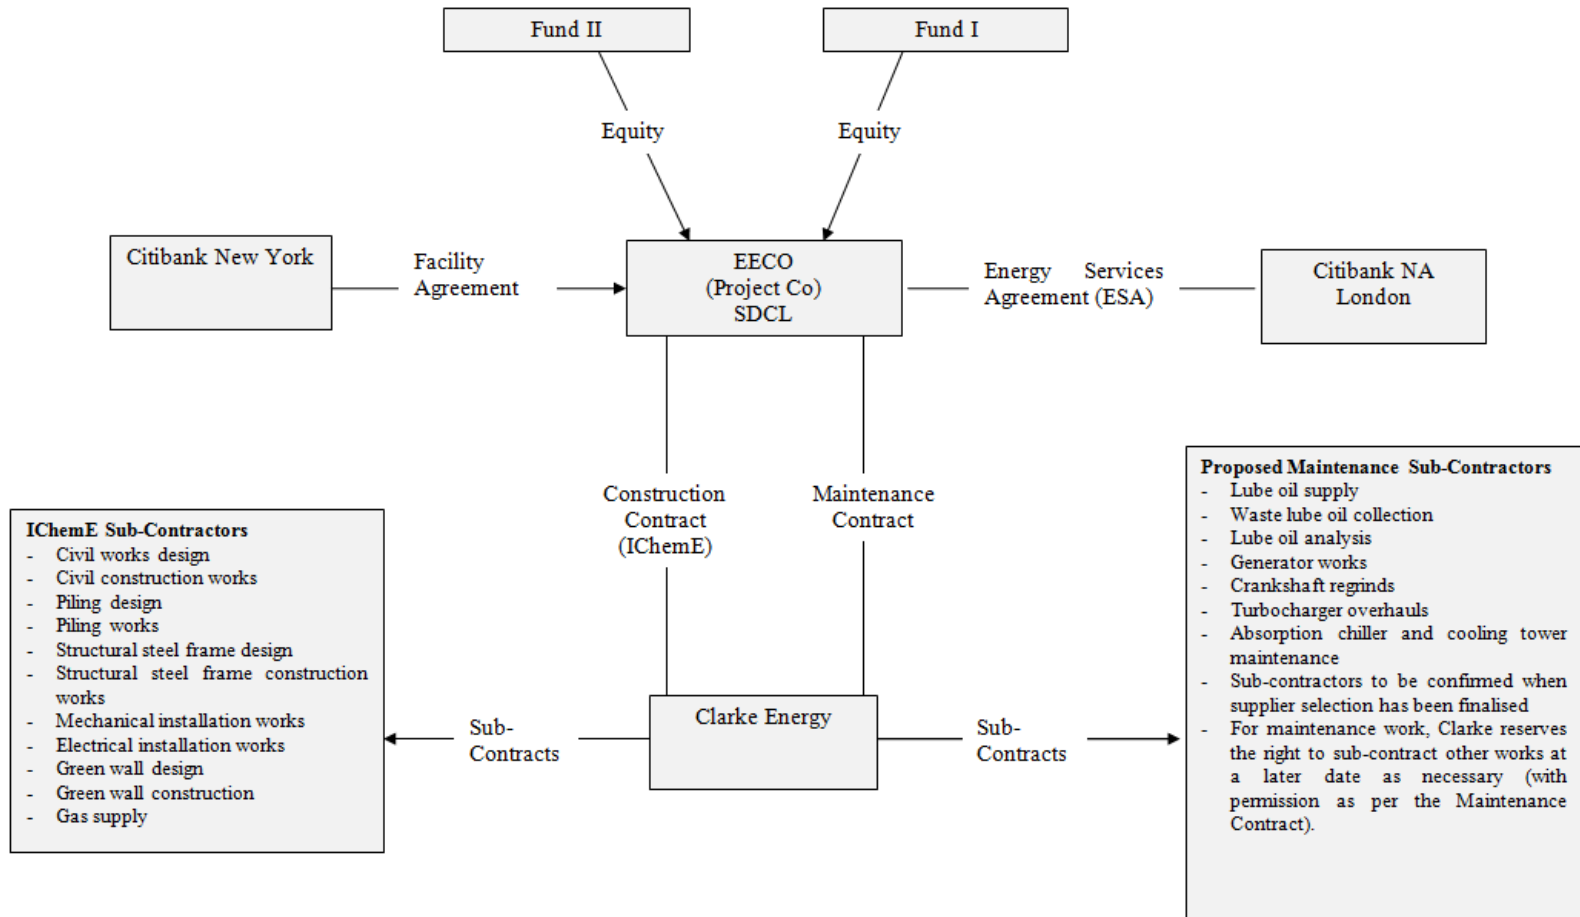 Fund II
Fund I
Equity
Equity
Citibank New York
Facility
Agreement
EECO
(Project Co)
SDCL
Energy Services
Agreement (ESA)
Citibank NA
London
Construction
Contract
(IChemE)
Maintenance
Contract
IChemE Sub-Contractors
- Civil works design
- Civil construction works
- Piling design
- Piling works
- Structural steel frame design
- Structural steel frame construction
works
- Mechanical installation works
- Electrical installation works
- Green wall design
- Green wall construction
- Gas supply
Sub-
Contracts
Clarke Energy
Sub-
Contracts
Proposed Maintenance Sub-Contractors
- Lube oil supply
- Waste lube oil collection
- Lube oil analysis
- Generator works
- Crankshaft regrinds
- Turbocharger overhauls
- Absorption chiller and cooling tower
maintenance
- Sub-contractors to be confirmed when
supplier selection has been finalised
- For maintenance work, Clarke reserves
the right to sub-contract other works at
a later date as necessary (with
permission as per the Maintenance
Contract).